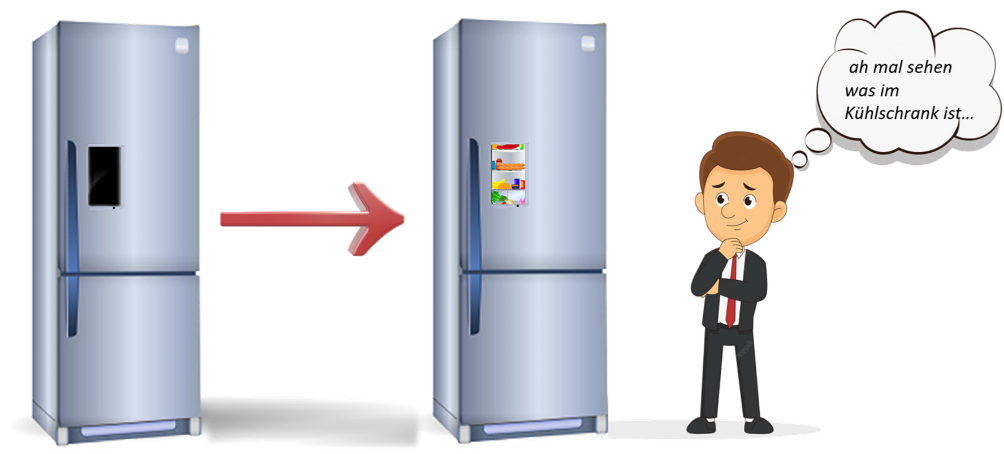 ah mal sehen
was im
Kühlschrank ist...